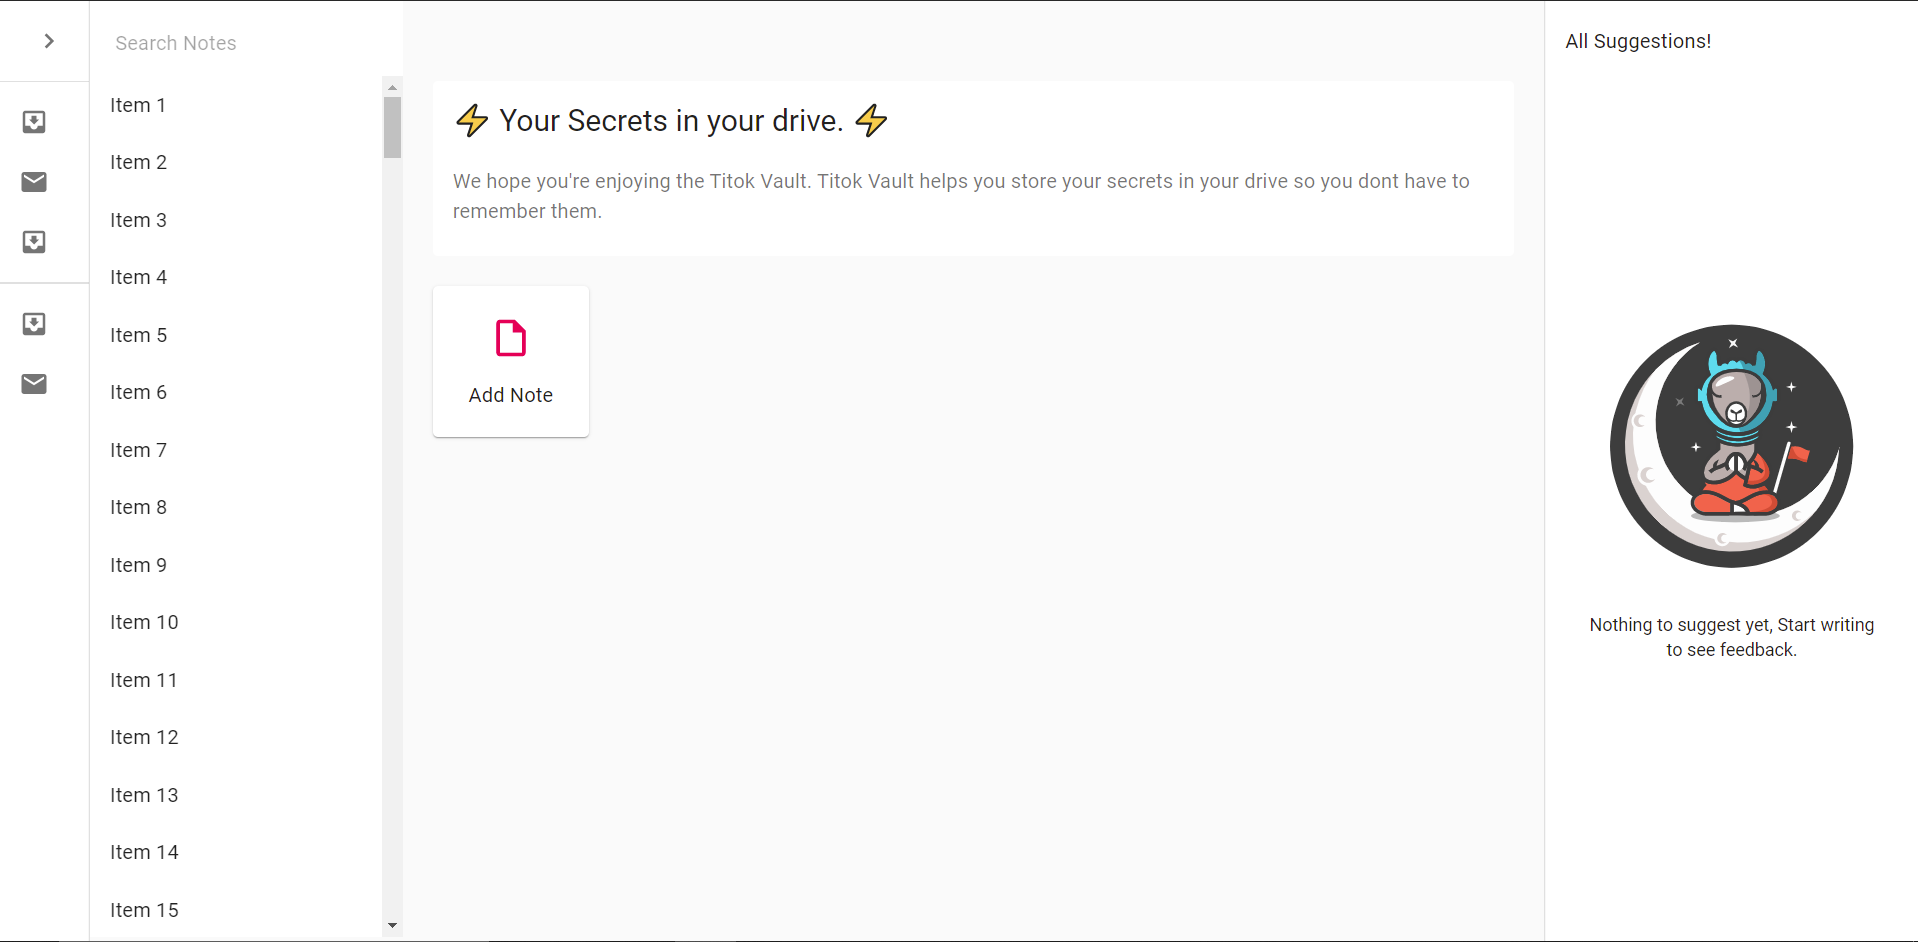 Search Notes
Item 1
Item 2
Item 3
Item 4
Item 5
Item 6
Item 7
Item 8
Item 9
Item 10
Item 11
Item 12
Item 13
Item 14
Item 15
⚡ Your Secrets in your drive. ⚡
We hope you're enjoying the Titok Vault. Titok Vault helps you store your secrets in your drive so you dont have to
remember them.
Add Note
All Suggestions!
Nothing to suggest yet, Start writing
to see feedback.